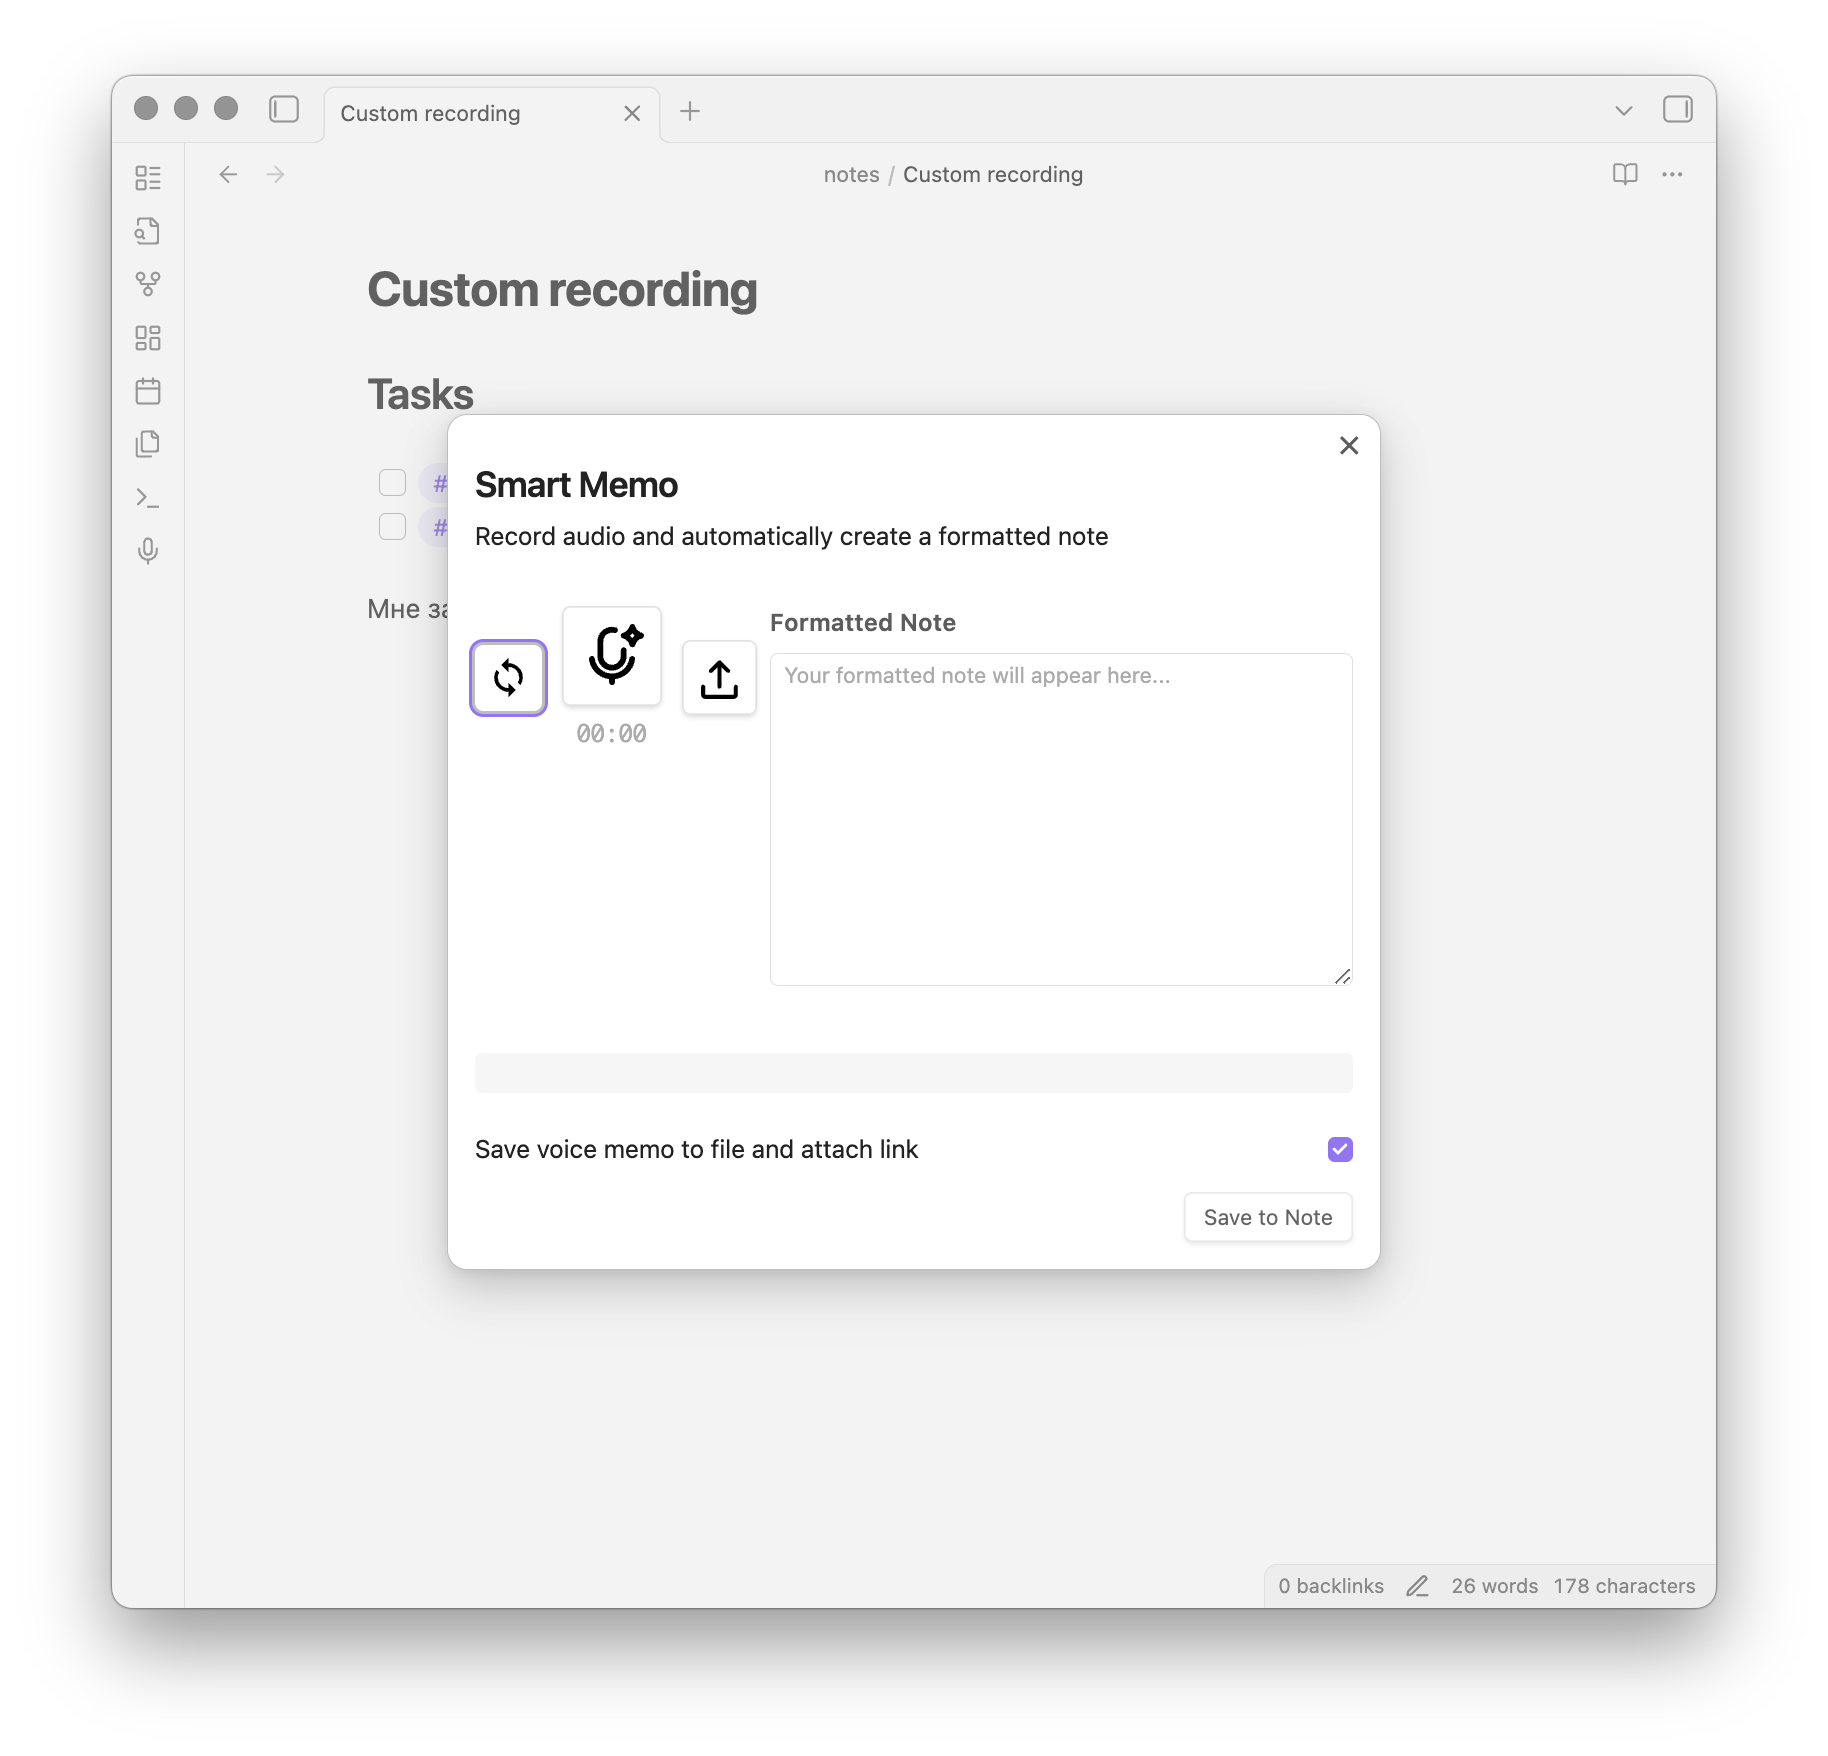 Custom recording
notes / Custom recording
Custom recording
Tasks
#
#
Мне
Smart Memo
Record audio and automatically create a formatted note
Formatted Note
Your formatted note will appear here...
00:00
Save voice memo to file and attach link
Save to Note
0 backlinks 26 words 178 characters